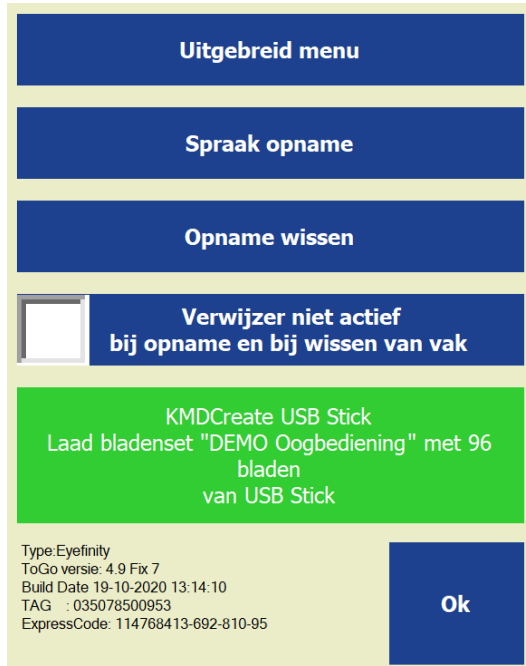 Uitgebreid menu
Spraak opname
Opname wissen
Verwijzer niet actief
bij opname en bij wissen van vak
KMDCreate USB Stick
Laad bladenset "DEMO Oogbediening" met 96
bladen
van USB Stick
Type:Eyefinity
ToGo versie: 4.9 Fix 7
Build Date 19-10-2020 13:14:10
TAG : 035078500953
ExpressCode: 114768413-692-810-95
Ok